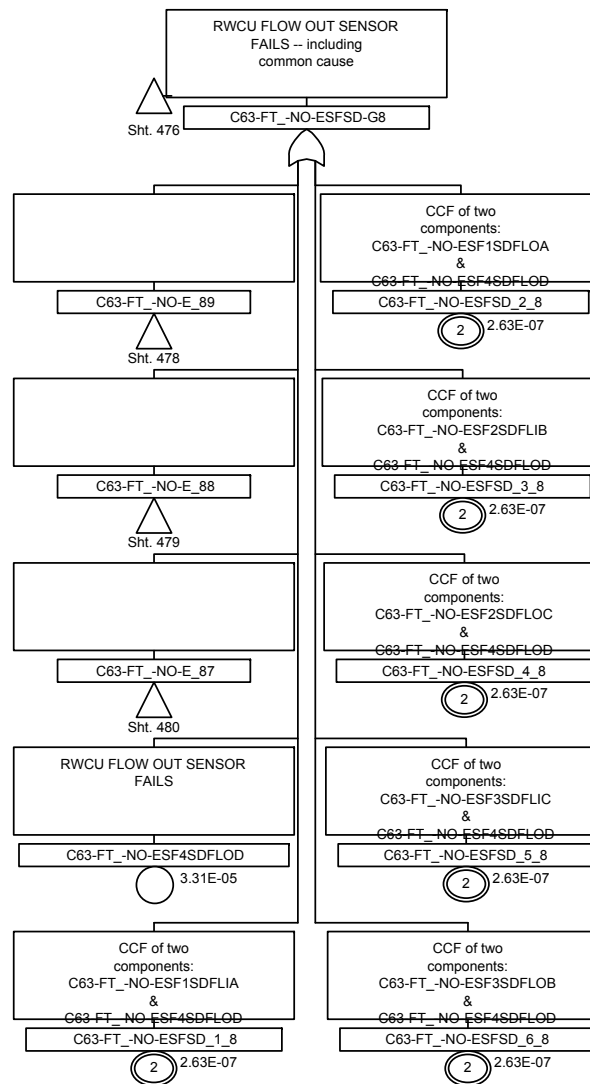 RWCU FLOW OUT SENSOR
FAILS -- including
common cause
Sht. 476
C63-FT_-NO-ESFSD-G8
C63-FT_-NO-E_89
Sht. 478
CCF of two
components:
C63-FT_-NO-ESF1SDFLOA
&
C63-FT_-NO-ESF4SDFLOD
C63-FT_-NO-ESFSD_2_8
2
2.63E-07
C63-FT_-NO-E_88
Sht. 479
CCF of two
components:
C63-FT_-NO-ESF2SDFLIB
&
C63-FT_-NO-ESF4SDFLOD
C63-FT_-NO-ESFSD_3_8
2
2.63E-07
C63-FT_-NO-E_87
Sht. 480
CCF of two
components:
C63-FT_-NO-ESF2SDFLOC
&
C63-FT_-NO-ESF4SDFLOD
C63-FT_-NO-ESFSD_4_8
2
2.63E-07
RWCU FLOW OUT SENSOR
FAILS
C63-FT_-NO-ESF4SDFLOD
3.31E-05
CCF of two
components:
C63-FT_-NO-ESF3SDFLIC
&
C63-FT_-NO-ESF4SDFLOD
C63-FT_-NO-ESFSD_5_8
2
2.63E-07
CCF of two
components:
C63-FT_-NO-ESF1SDFLIA
&
C63-FT_-NO-ESF4SDFLOD
C63-FT_-NO-ESFSD_1_8
2
2.63E-07
CCF of two
components:
C63-FT_-NO-ESF3SDFLOB
&
C63-FT_-NO-ESF4SDFLOD
C63-FT_-NO-ESFSD_6_8
2
2.63E-07